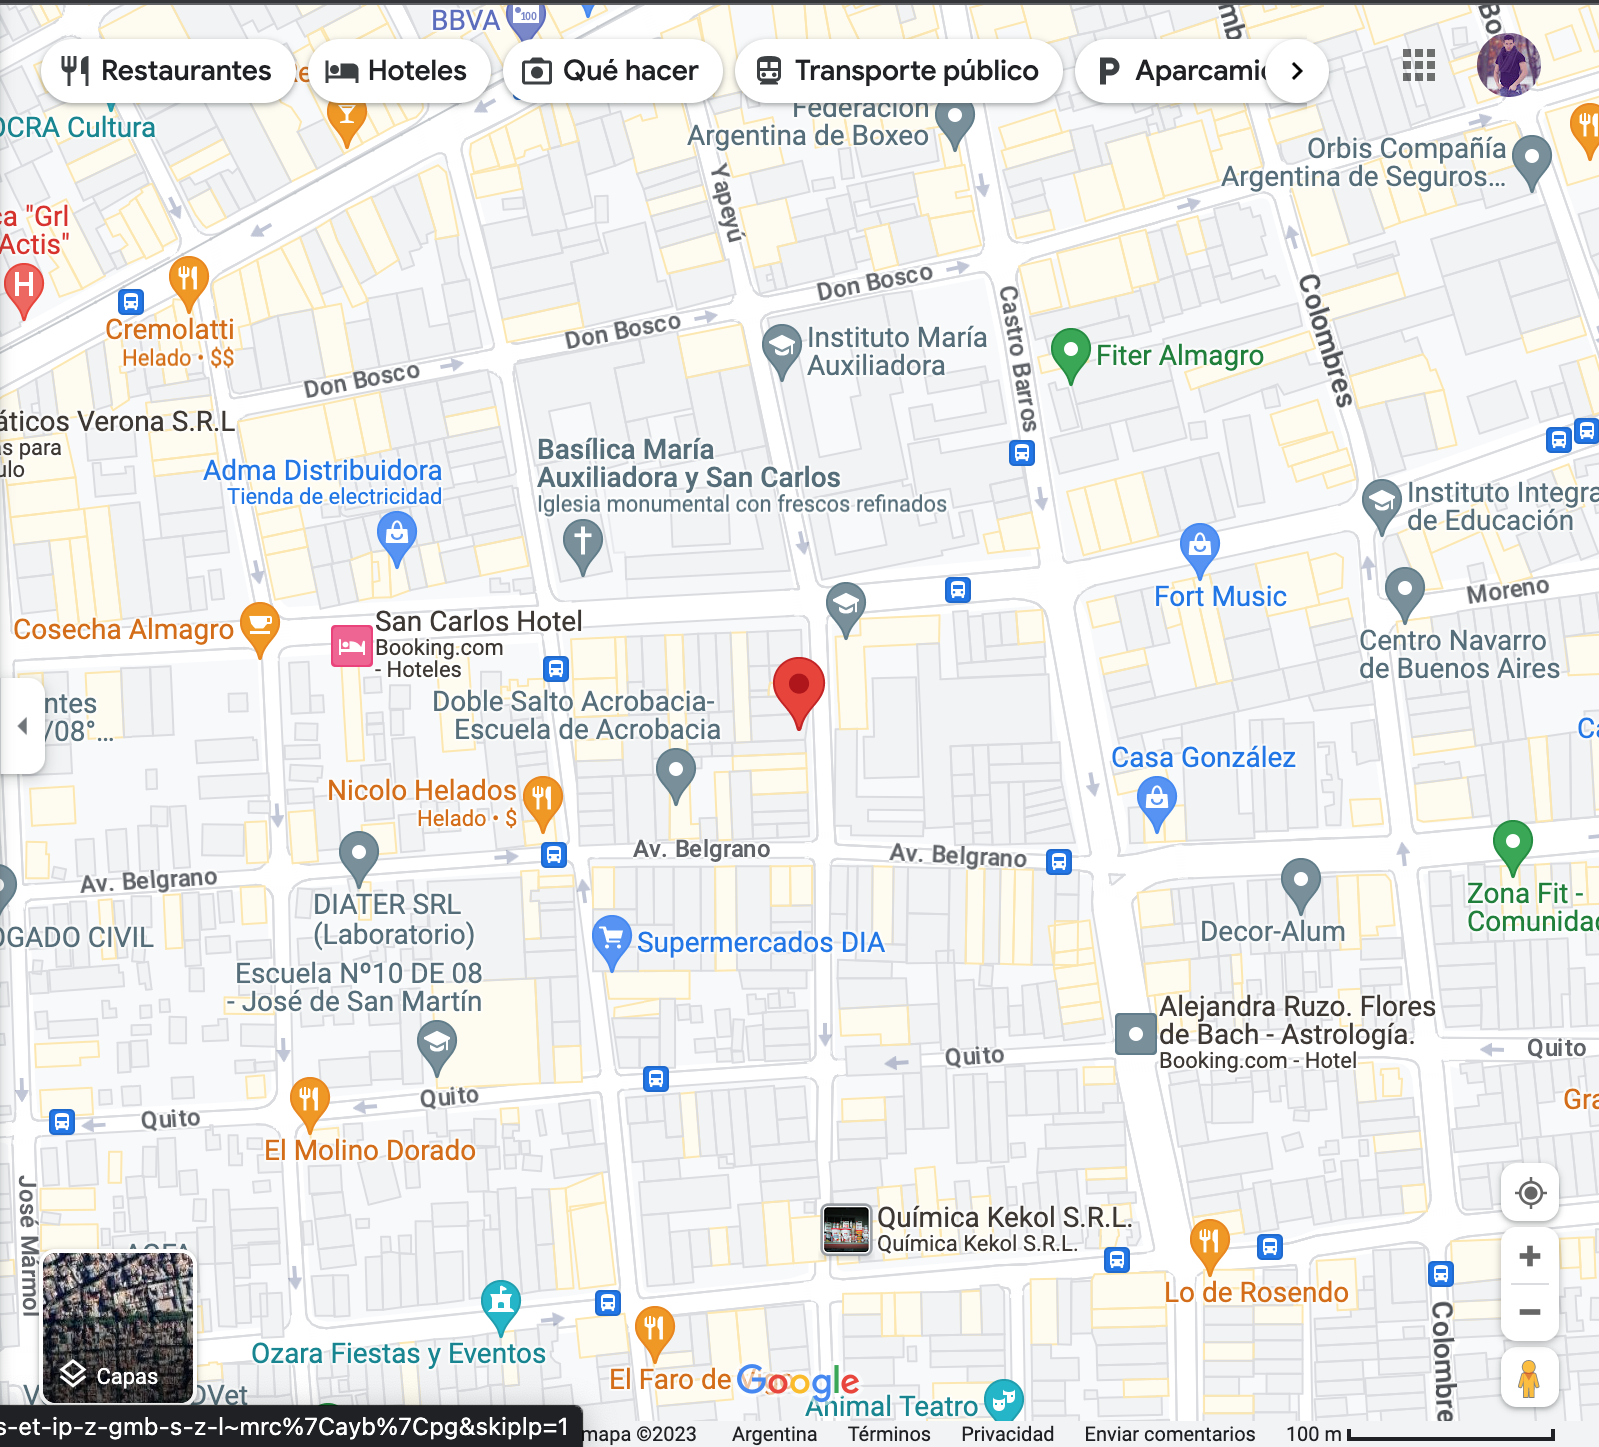 BBVA
Restaurantes
Hoteles
Qué hacer
Transporte público
Aparcami
OCRA Cultura
Federación
Argentina de Boxeo
Orbis Compañía
Argentina de Seguros...
Yapeyú
ca "Grl
Actis"
Cremolatti
Helado • $$
Don Bosco
Don Bosco
Don Bosco
Castro Barros
Colombres
Instituto María
Auxiliadora
Fiter Almagro
áticos Verona S.R.L
s para
ulo
Adma Distribuidora
Tienda de electricidad
Basílica María
Auxiliadora y San Carlos
Iglesia monumental con frescos refinados
Instituto Integra
de Educación
Fort Music
Moreno
Cosecha Almagro
San Carlos Hotel
Booking.com
- Hoteles
Centro Navarro
de Buenos Aires
ntes
/08°...
Doble Salto Acrobacia-
Escuela de Acrobacia
Ca
Casa González
Nicolo Helados
Helado • $
Av. Belgrano
Av. Belgrano
Av. Belgrano
DIATER SRL
(Laboratorio)
OGADO CIVIL
Zona Fit -
Comunidad
Decor-Alum
Supermercados DIA
Escuela Nº10 DE 08
- José de San Martín
Alejandra Ruzo. Flores
de Bach - Astrología.
Booking.com - Hotel
Quito
Quito
Quito
Quito
Gra
El Molino Dorado
José Mármol
Química Kekol S.R.L.
Química Kekol S.R.L.
Lo de Rosendo
Colombre
Ozara Fiestas y Eventos
El Faro de
Google
Capas
OVet
Animal Teatro
s-et-ip-z-gmb-s-z-l~mrc%7Cayb%7Cpg&skiplp=1
mapa ©2023
Argentina
Términos
Privacidad
Enviar comentarios
100 m